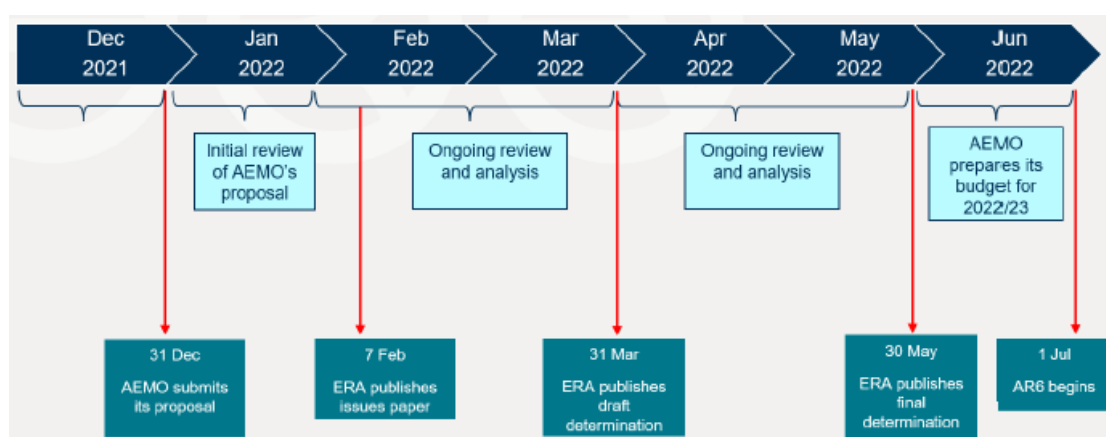 Dec
2021
Jan
2022
Feb
2022
Mar
2022
Apr
2022
May
2022
Jun
2022
Initial review
of AEMO's
proposal
Ongoing review
and analysis
Ongoing review
and analysis
AEMO
prepares its
budget for
2022/23
31 Dec
AEMO submits
its proposal
7 Feb
ERA publishes
issues paper
31 Mar
ERA publishes
draft
determination
30 May
ERA publishes
final
determination
1 Jul
AR6 begins